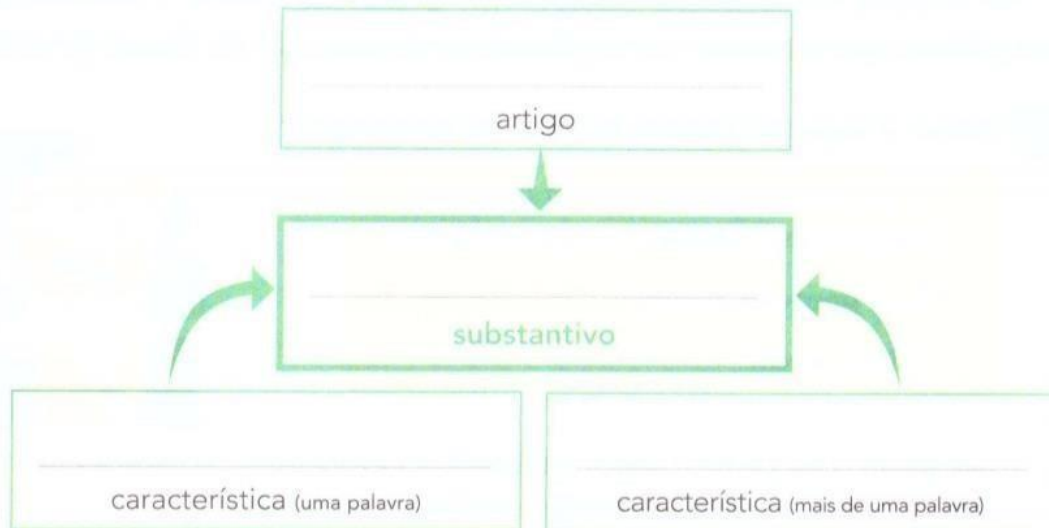 artigo
substantivo
característica (uma palavra)
característica (mais de uma palavra)